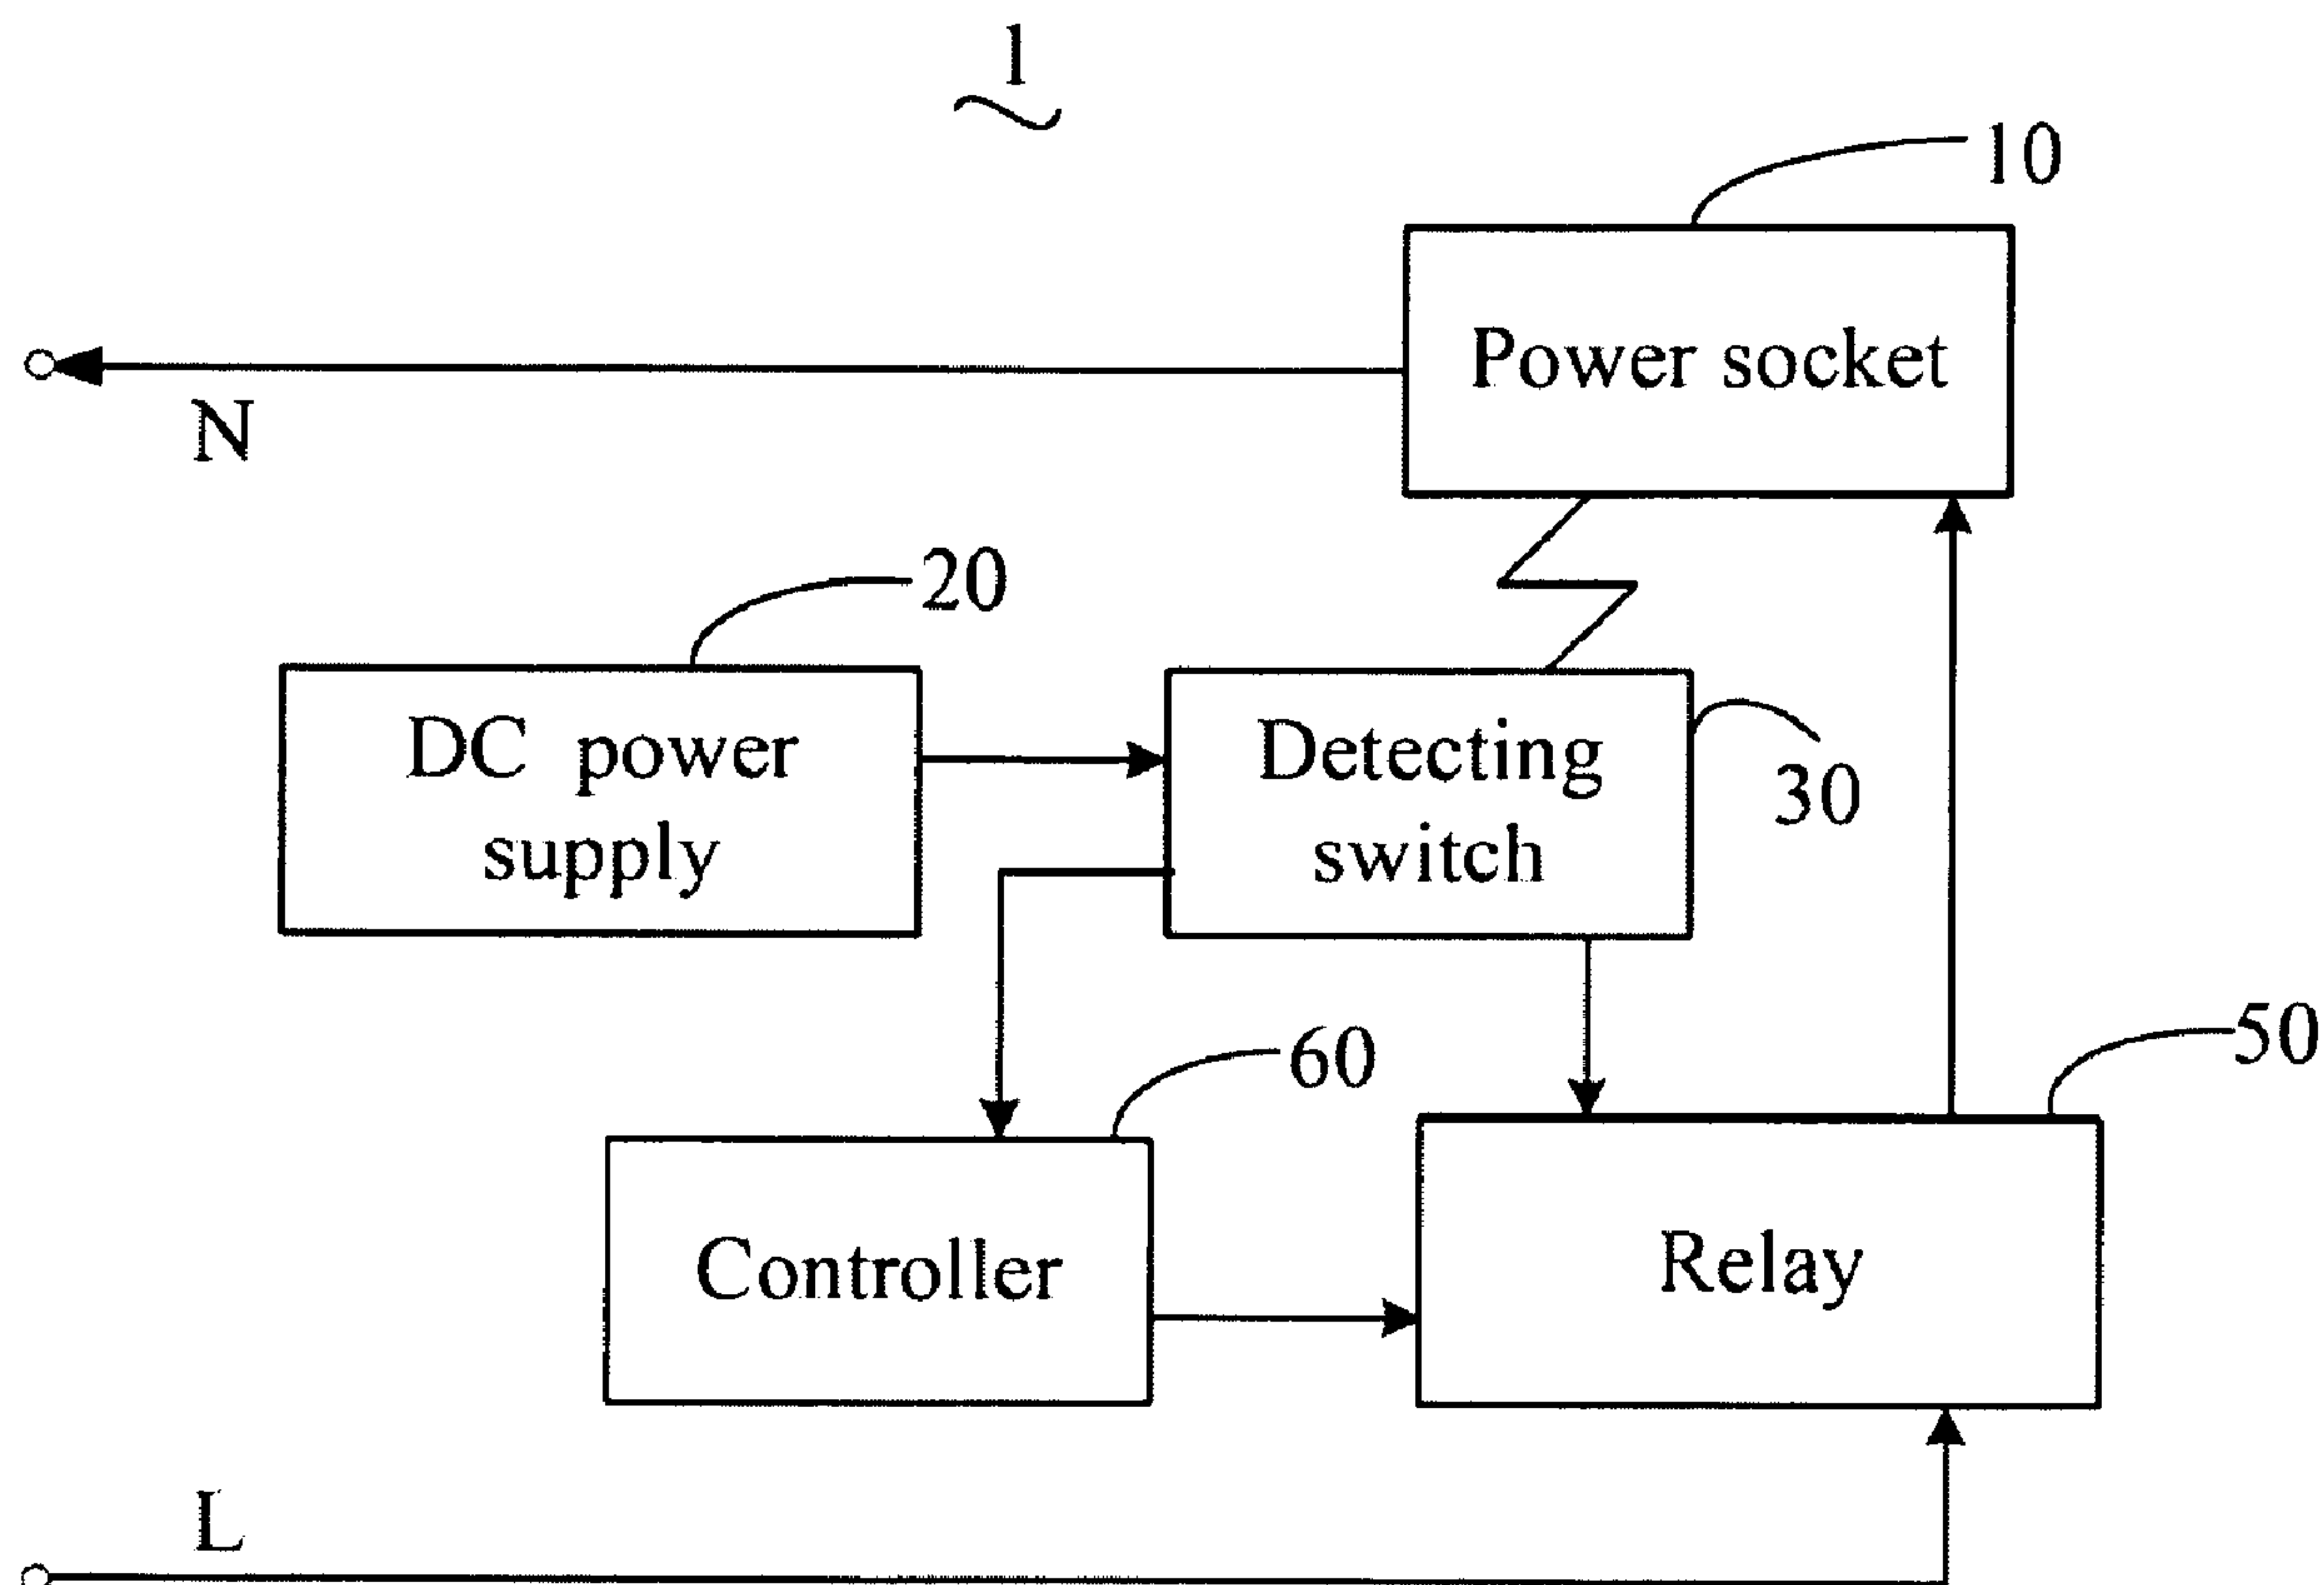 1
10
Power socket
N
20
DC power
supply
Detecting
switch
30
60
50
Controller
Relay
L